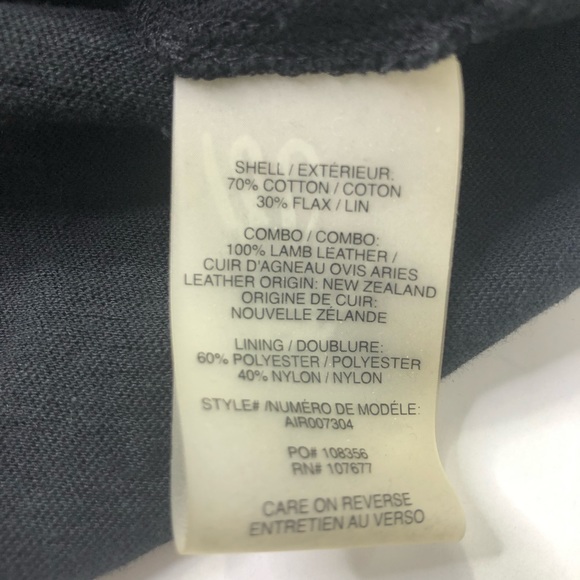 SHELL / EXTÉRIEUR:
70% COTTON / COTON
30% FLAX / LIN
COMBO / COMBO:
100% LAMB LEATHER /
CUIR D'AGNEAU OVIS ARIES
LEATHER ORIGIN: NEW ZEALAND
ORIGINE DE CUIR:
NOUVELLE ZÉLANDE
LINING / DOUBLURE:
60% POLYESTER / POLYESTER
40% NYLON / NYLON
STYLE# /NUMÉRO DE MODÉLE:
AIR007304
PO# 108356
RN# 107677
CARE ON REVERSE
ENTRETIEN AU VERSO